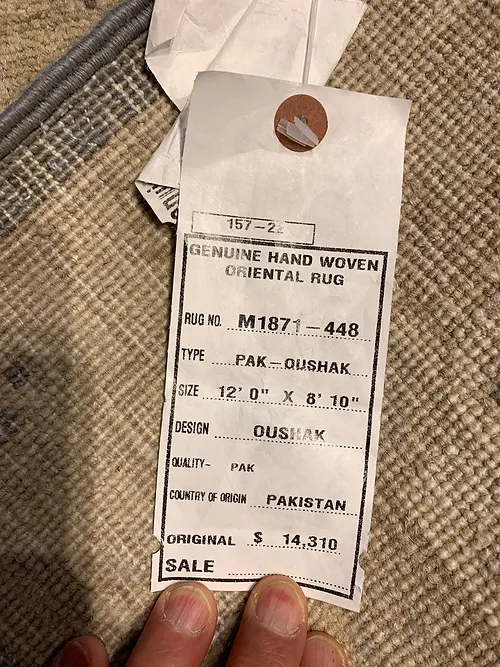 157-22
GENUINE HAND WOVEN
ORIENTAL RUG
RUG NO. M1871-448
TYPE PAK-OUSHAK
SIZE 12' 0" X 8' 10"
DESIGN OUSHAK
QUALITY- PAK
COUNTRY OF ORIGIN PAKISTAN
ORIGINAL $ 14,310
SALE